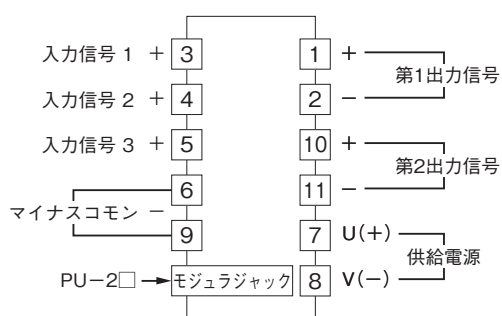 入力信号 1 + 3
入力信号 2 + 4
入力信号 3 + 5
6
マイナスコモン −
9
PU−2□ モジュラジャック
1 +
第1出力信号
2 −
10 +
第2出力信号
11 −
7 U(+)
供給電源
8 V(−)